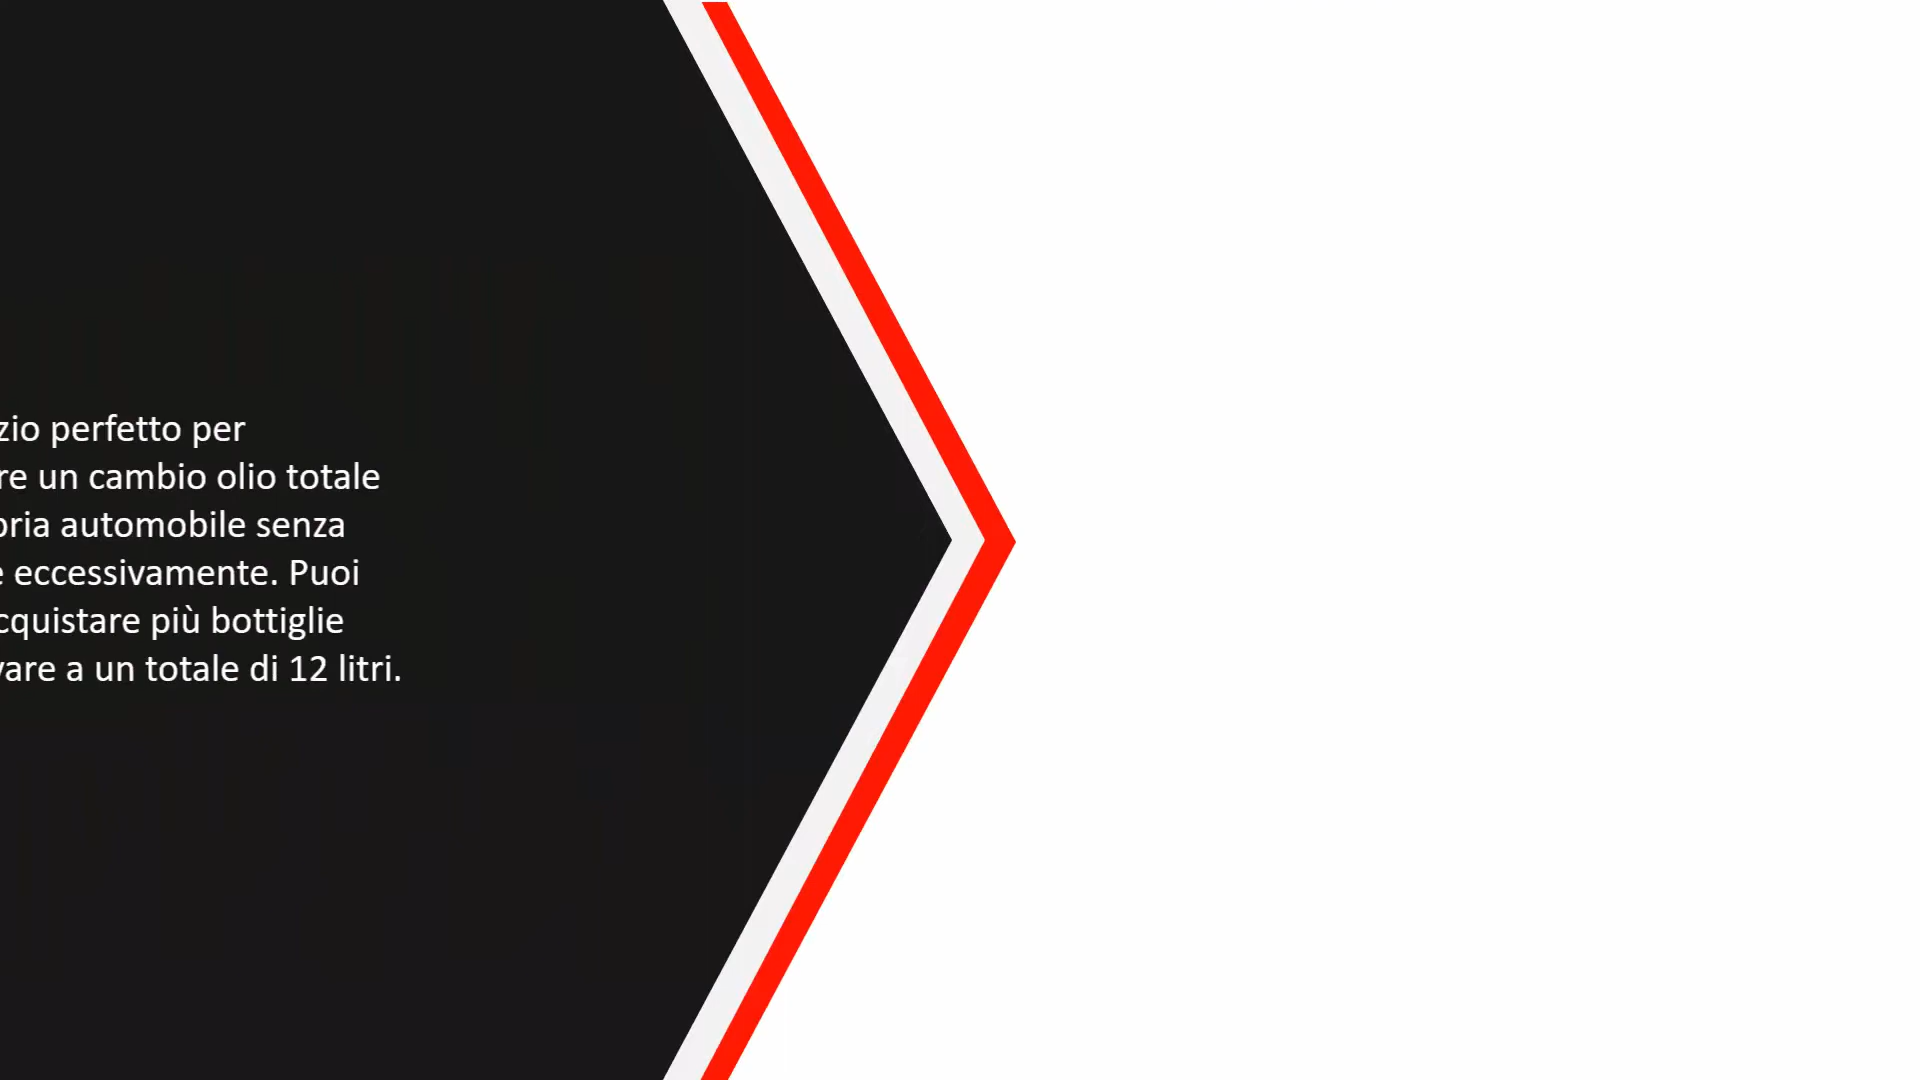 zio perfetto per
re un cambio olio totale
pria automobile senza
e eccessivamente. Puoi
cquistare più bottiglie
vare a un totale di 12 litri.